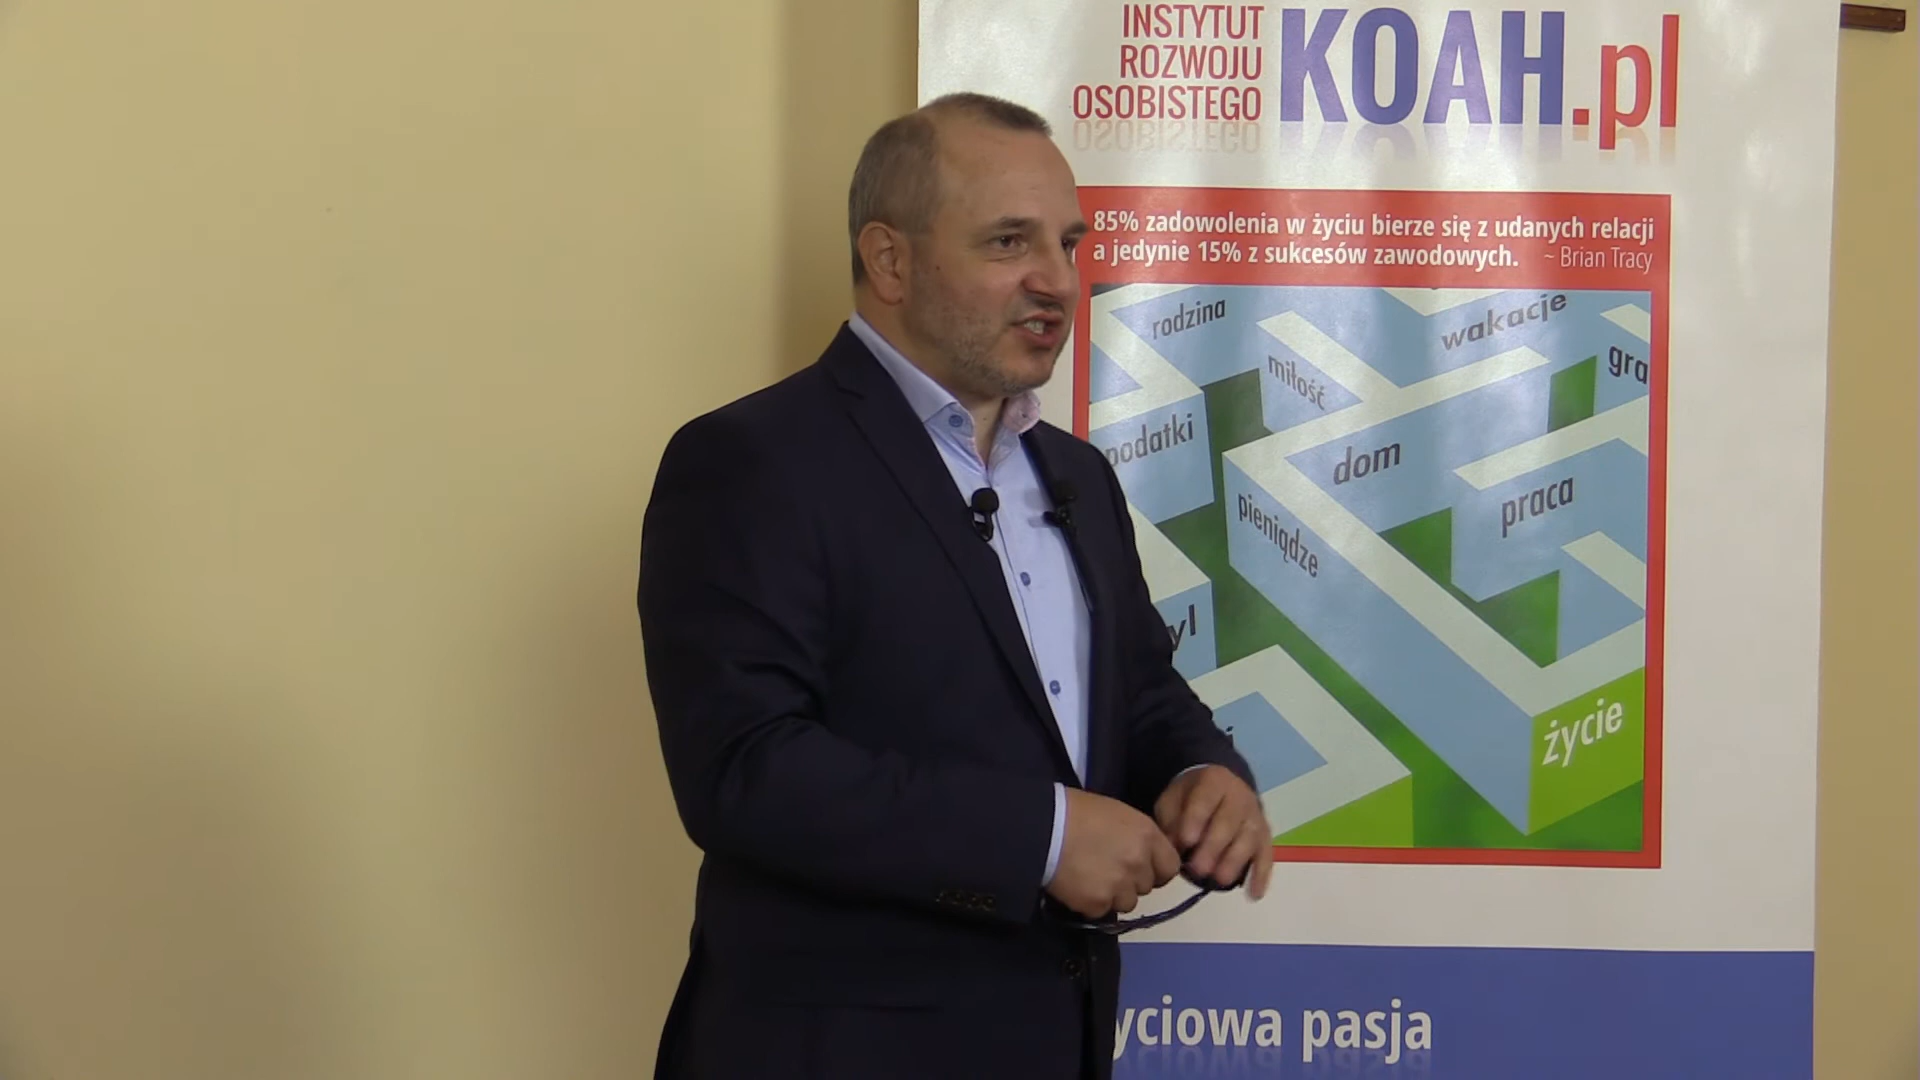 INSTYTUT
ROZWOJU
OSOBISTEGO
KOAH.pl
85% zadowolenia w życiu bierze się z udanych relacji
a jedynie 15% z sukcesów zawodowych.
~ Brian Tracy
rodzina
wakacje
miłość
gra
podatki
dom
praca
pieniądze
yl
i
życie
yciowa pasja